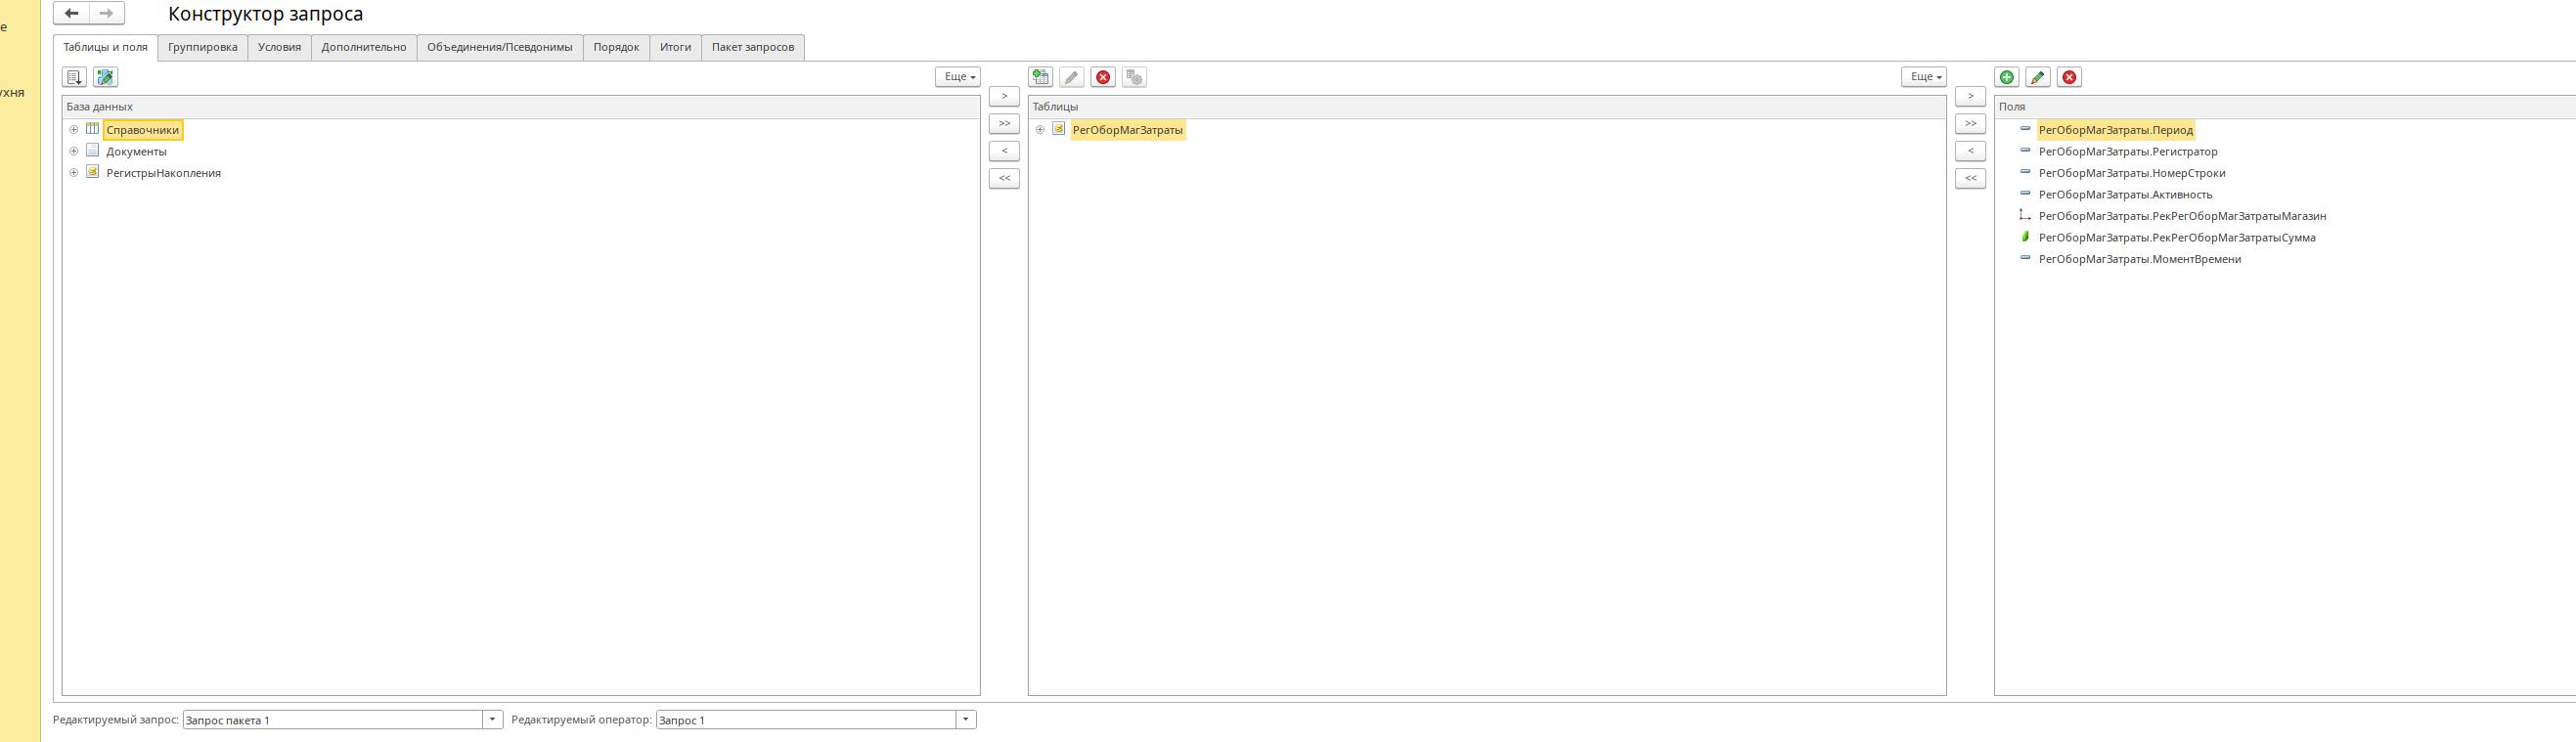 е
ухня
Конструктор запроса
Таблицы и поля Группировка Условия Дополнительно Объединения/Псевдонимы Порядок Итоги Пакет запросов
Еще
База данных
Справочники
Документы
РегистрыНакопления
>
>>
<
<<
Еще
Таблицы
РегОборМагЗатраты
>
>>
<
<<
Поля
РегОборМагЗатраты.Период
РегОборМагЗатраты.Регистратор
РегОборМагЗатраты.НомерСтроки
РегОборМагЗатраты.Активность
РегОборМагЗатраты.РекРегОборМагЗатратыМагазин
РегОборМагЗатраты.РекРегОборМагЗатратыСумма
РегОборМагЗатраты.МоментВремени
Редактируемый запрос: Запрос пакета 1 Редактируемый оператор: Запрос 1